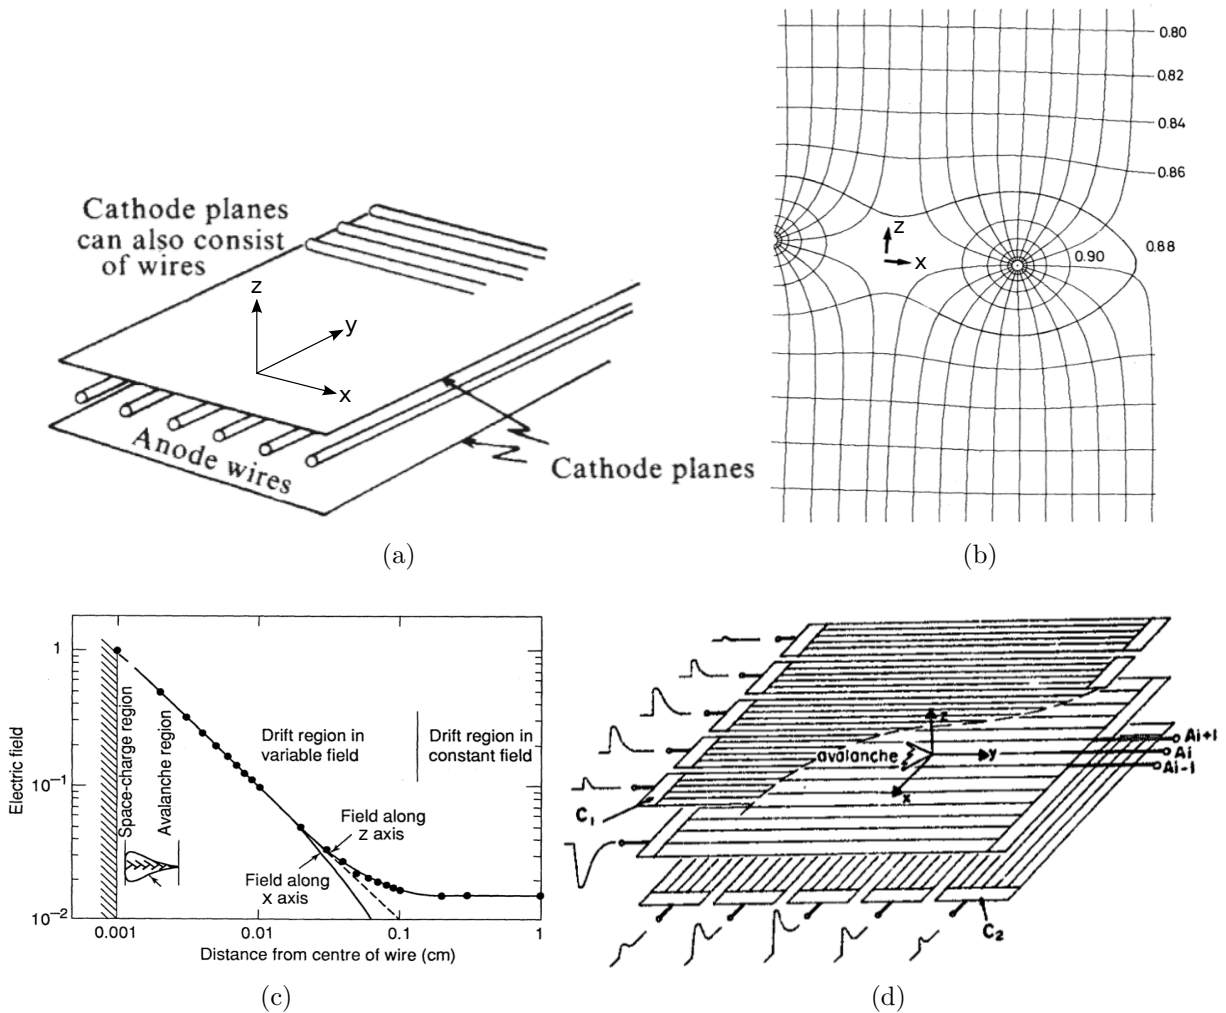 Cathode planes
can also consist
of wires
z
y
x
Anode wires
Cathode planes
(a)
0.80
0.82
0.84
0.86
0.88
0.90
z
x
(b)
Electric field
1
10⁻¹
10⁻²
Space-charge region
Avalanche region
Drift region in
variable field
Drift region in
constant field
Field along
z axis
Field along
x axis
0.001
0.01
0.1
1
Distance from centre of wire (cm)
(c)
z
avalanche
y
x
Ai+1
Ai
Ai-1
C₁
C₂
(d)